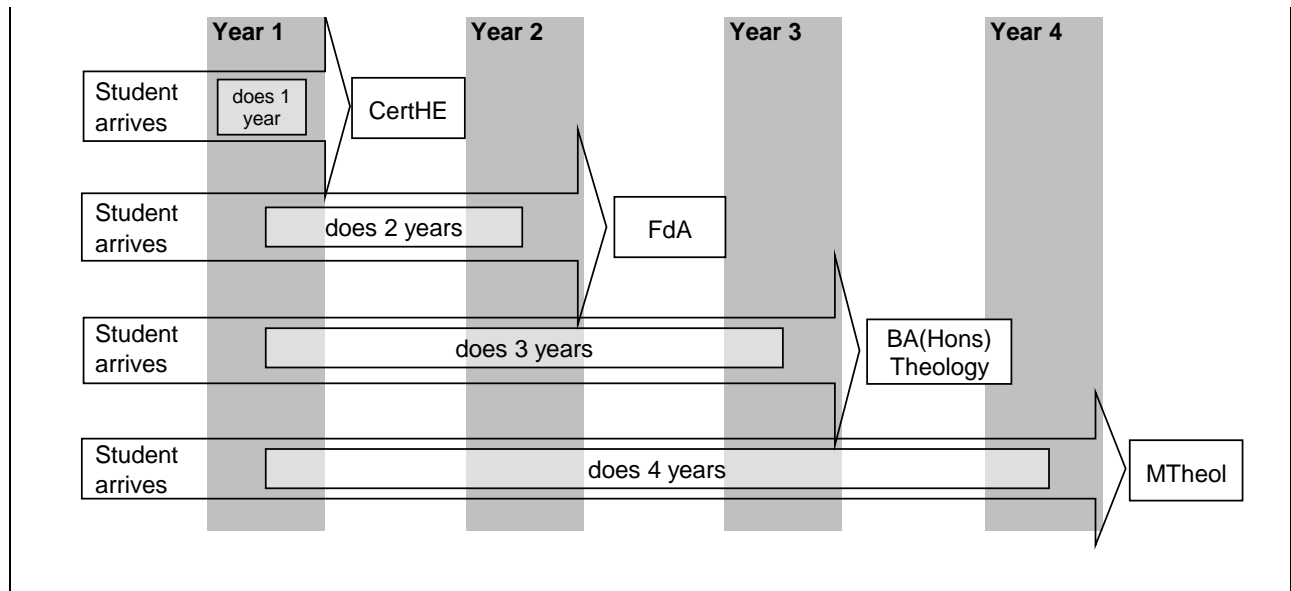 Year 1 Year 2 Year 3 Year 4
Student
arrives
does 1
year
CertHE
Student
arrives
does 2 years
FdA
Student
arrives
does 3 years
BA(Hons)
Theology
Student
arrives
does 4 years
MTheol